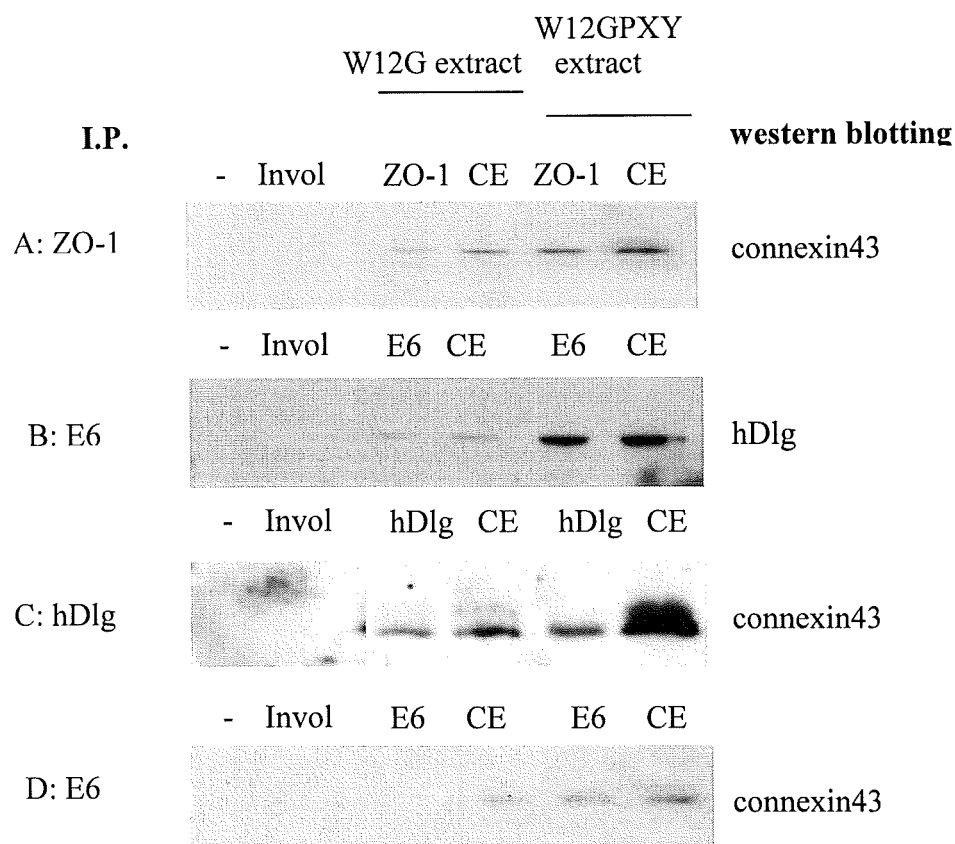 W12GPXY
W12G extract extract
I.P. western blotting
- Invol ZO-1 CE ZO-1 CE
A: ZO-1 connexin43
- Invol E6 CE E6 CE
B: E6 hDlg
- Invol hDlg CE hDlg CE
C: hDlg connexin43
- Invol E6 CE E6 CE
D: E6 connexin43